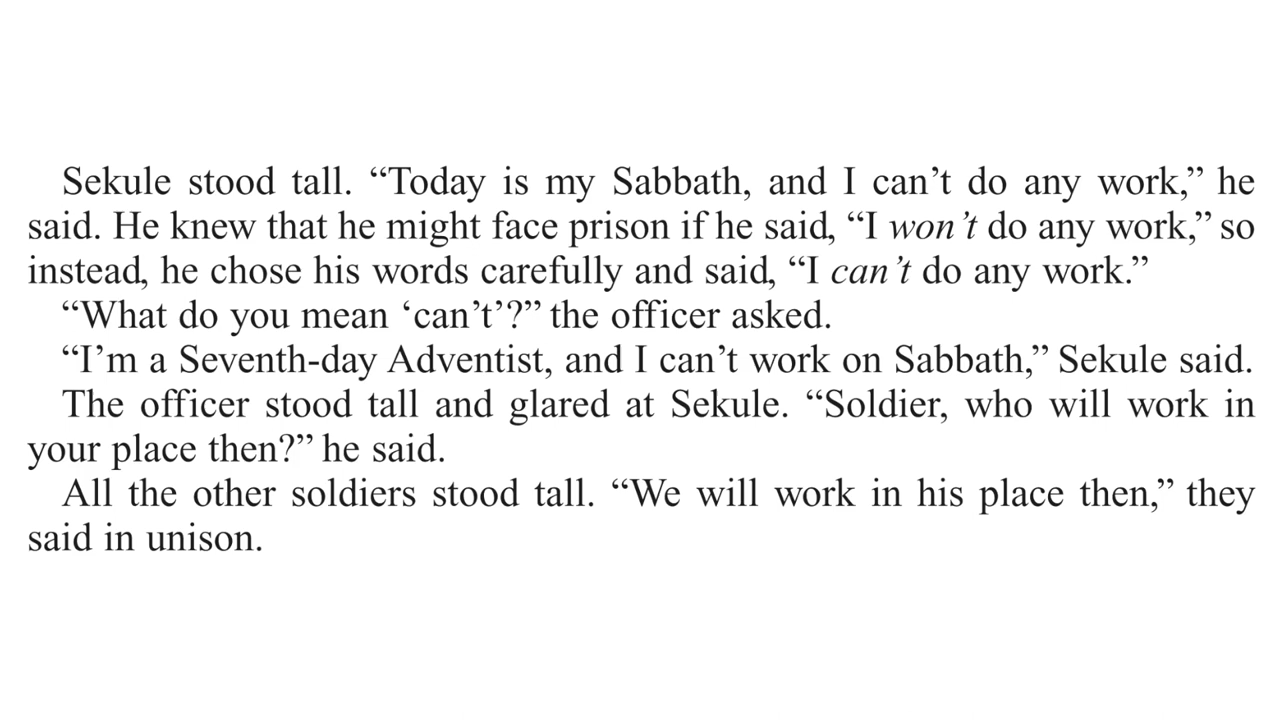 Sekule stood tall. “Today is my Sabbath, and I can’t do any work,” he
said. He knew that he might face prison if he said, “I won’t do any work,” so
instead, he chose his words carefully and said, “I can’t do any work.”
“What do you mean ‘can’t’?” the officer asked.
“I’m a Seventh-day Adventist, and I can’t work on Sabbath,” Sekule said.
The officer stood tall and glared at Sekule. “Soldier, who will work in
your place then?” he said.
All the other soldiers stood tall. “We will work in his place then,” they
said in unison.